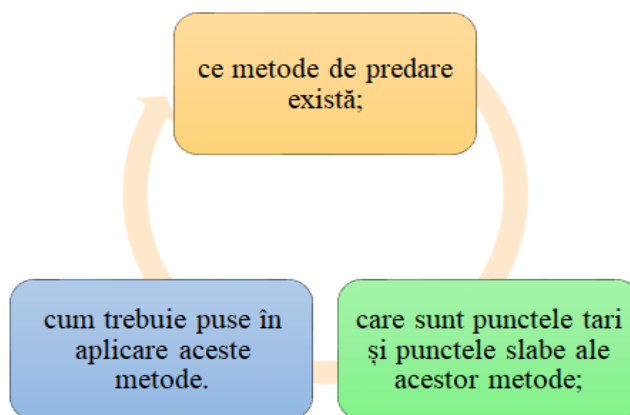 ce metode de predare
există;
care sunt punctele tari
și punctele slabe ale
acestor metode;
cum trebuie puse în
aplicare aceste
metode.